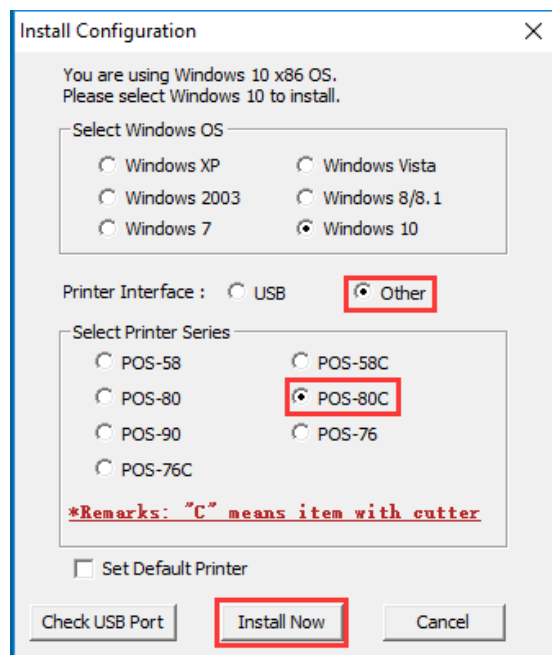 Install Configuration
You are using Windows 10 x86 OS.
Please select Windows 10 to install.
Select Windows OS
Windows XP Windows Vista
Windows 2003 Windows 8/8.1
Windows 7 Windows 10
Printer Interface : USB Other
Select Printer Series
POS-58 POS-58C
POS-80 POS-80C
POS-90 POS-76
POS-76C
*Remarks: "C" means item with cutter
Set Default Printer
Check USB Port Install Now Cancel